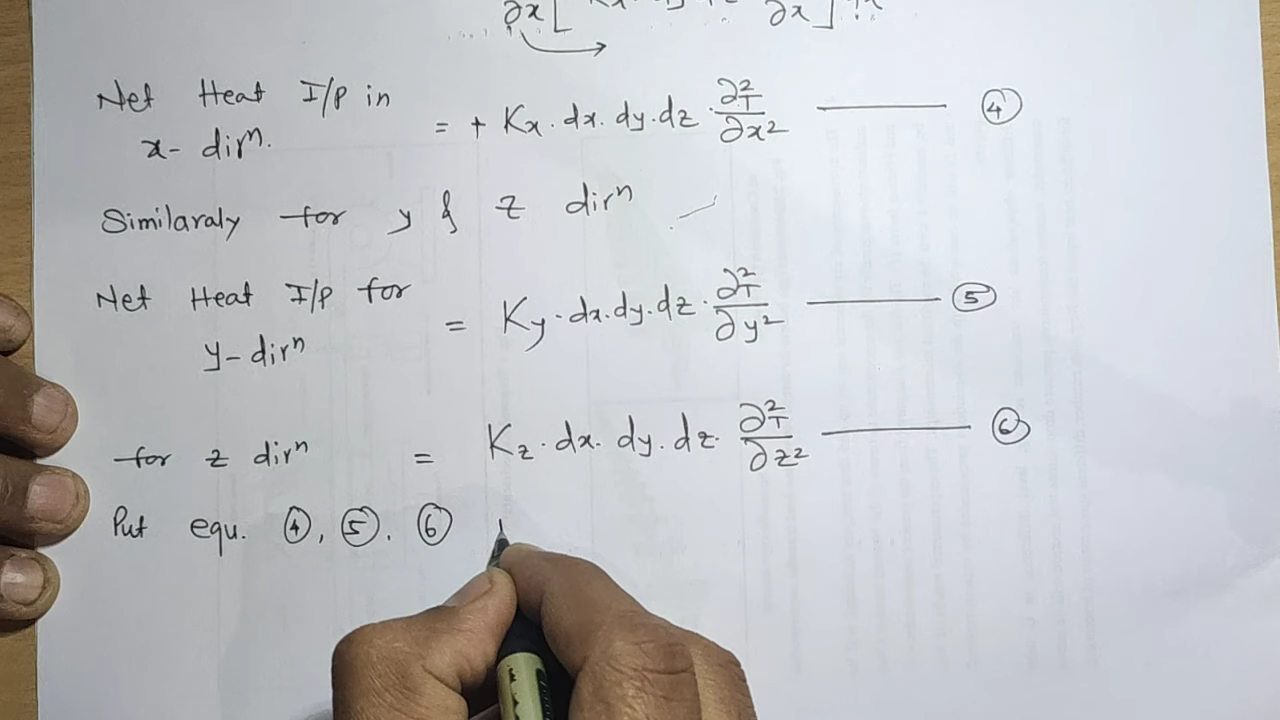 ∂x [ Kx ∂x ]
Net Heat I/P in
x- dirⁿ. = + Kx . dx. dy. dz . ∂²T/∂x² ——— ④
Similaraly for y & z dirⁿ
Net Heat I/P for
y- dirⁿ = Ky . dx. dy. dz . ∂²T/∂y² ——— ⑤
for z dirⁿ = Kz . dx. dy. dz. ∂²T/∂z² ——— ⑥
Put equ. ④, ⑤. ⑥